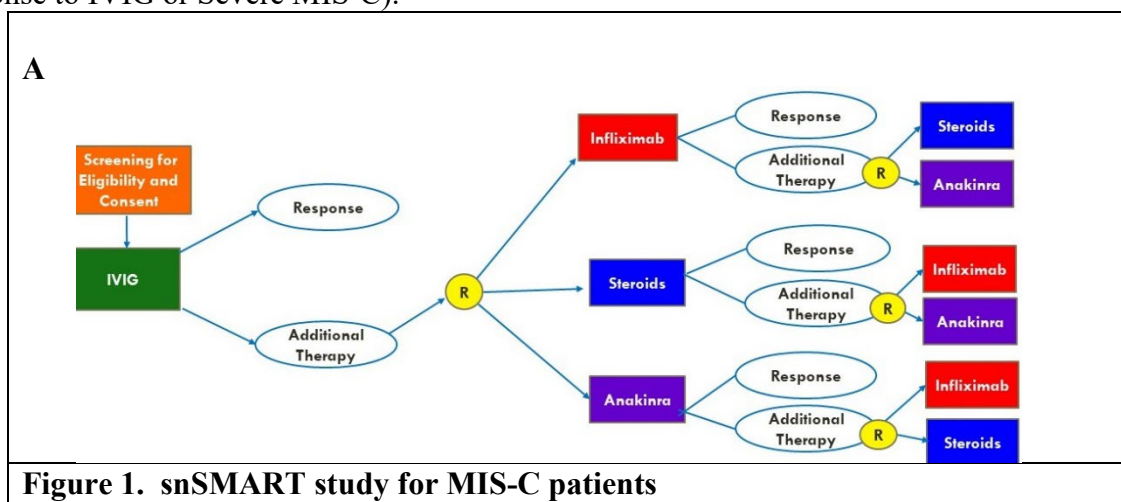 A
Screening for
Eligibility and
Consent
IVIG
Response
Additional
Therapy
R
Infliximab
Response
Additional
Therapy
R
Steroids
Anakinra
Steroids
Response
Additional
Therapy
R
Infliximab
Anakinra
Anakinra
Response
Additional
Therapy
R
Infliximab
Steroids
Figure 1. snSMART study for MIS-C patients